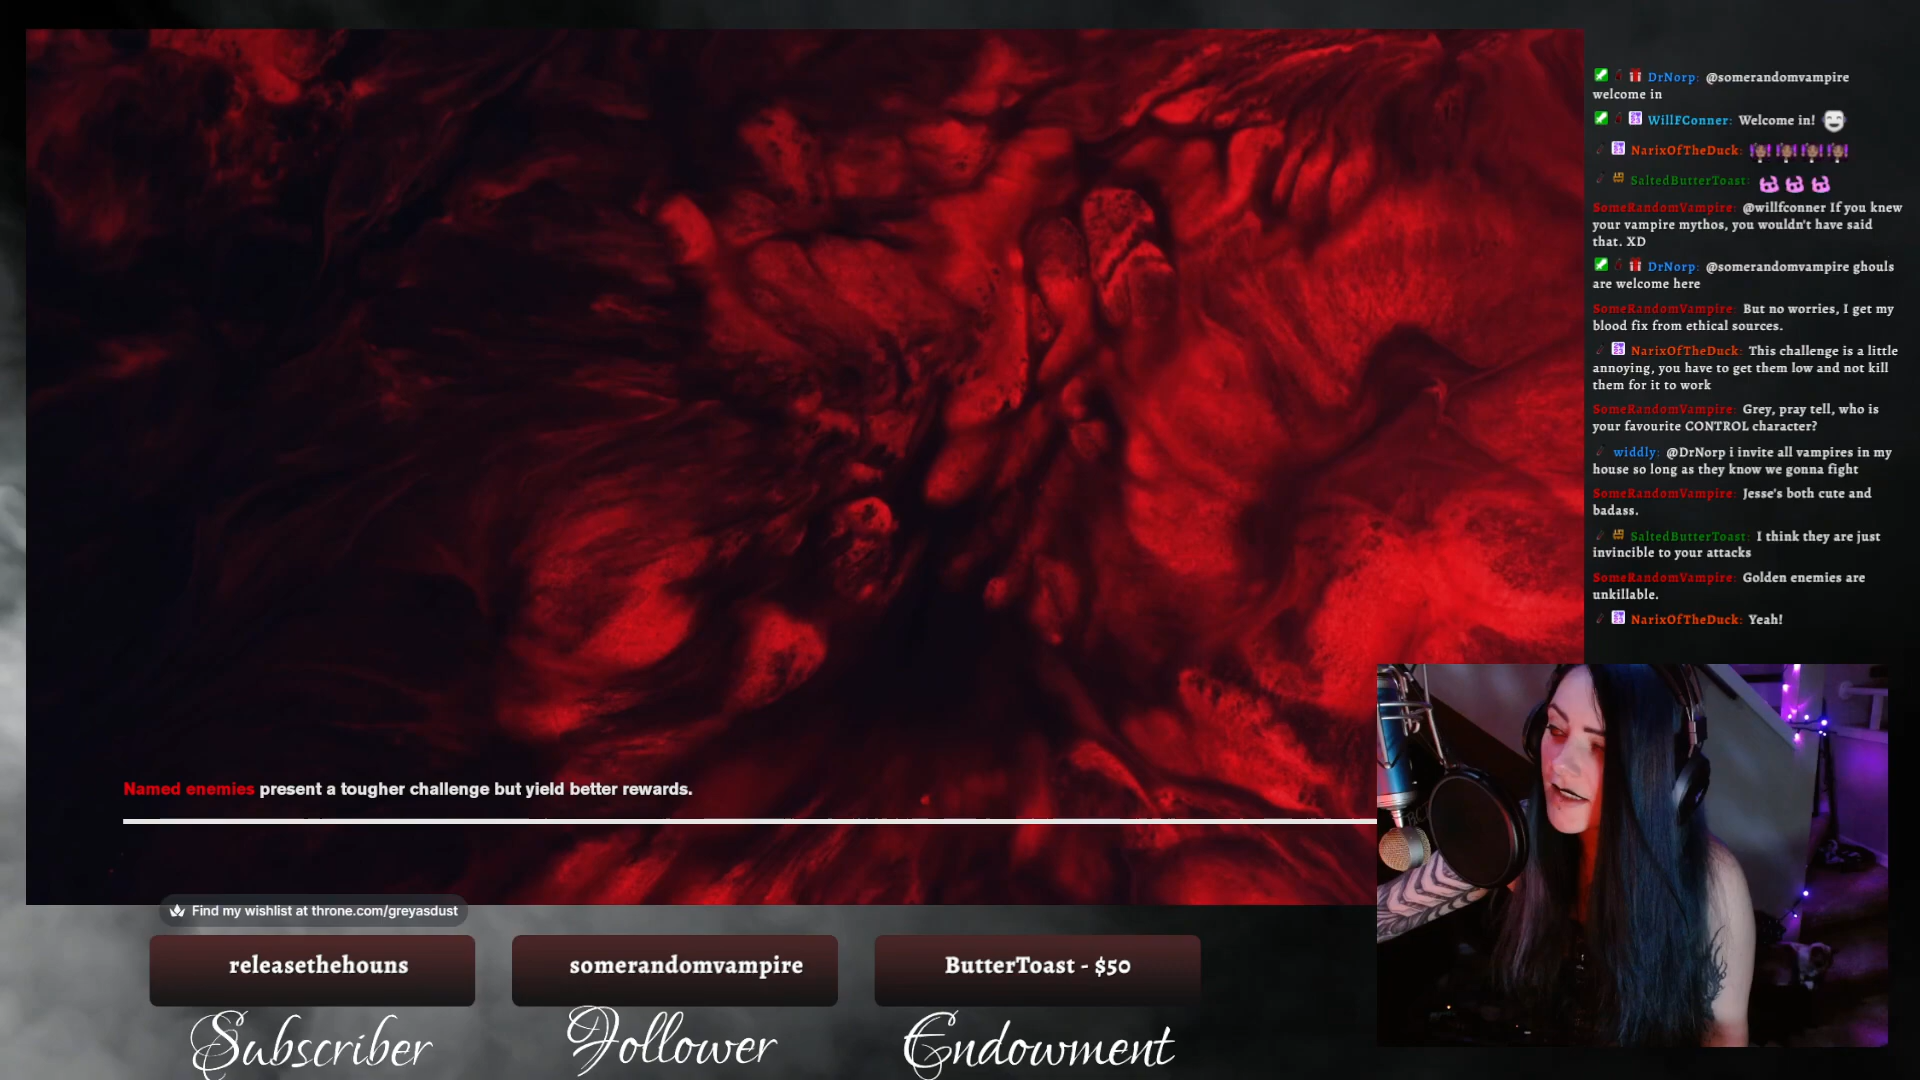 DrNorp: @somerandomvampire
welcome in
WillFConner: Welcome in!
NarixOfTheDuck:
SaltedButterToast:
SomeRandomVampire: @willfconner If you knew
your vampire mythos, you wouldn't have said
that. XD
DrNorp: @somerandomvampire ghouls
are welcome here
SomeRandomVampire: But no worries, I get my
blood fix from ethical sources.
NarixOfTheDuck: This challenge is a little
annoying, you have to get them low and not kill
them for it to work
SomeRandomVampire: Grey, pray tell, who is
your favourite CONTROL character?
widdly: @DrNorp i invite all vampires in my
house so long as they know we gonna fight
SomeRandomVampire: Jesse's both cute and
badass.
SaltedButterToast: I think they are just
invincible to your attacks
SomeRandomVampire: Golden enemies are
unkillable.
NarixOfTheDuck: Yeah!
Named enemies present a tougher challenge but yield better rewards.
Find my wishlist at throne.com/greyasdust
releasethehouns
somerandomvampire
ButterToast - $50
Subscriber
Follower
Endowment